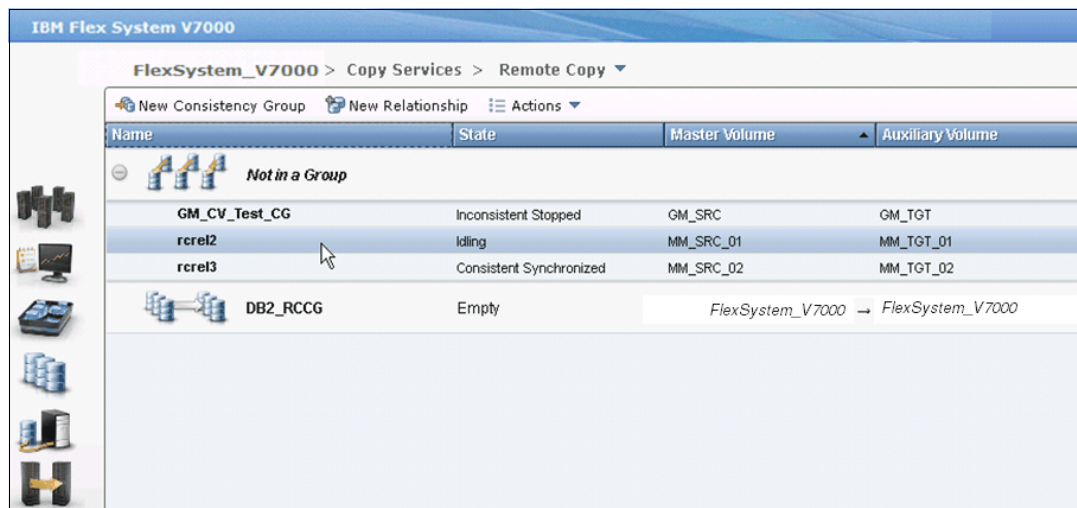 IBM Flex System V7000
FlexSystem_V7000 > Copy Services > Remote Copy
New Consistency Group New Relationship Actions
Name State Master Volume Auxiliary Volume
Not in a Group
GM_CV_Test_CG Inconsistent Stopped GM_SRC GM_TGT
rcrel2 Idling MM_SRC_01 MM_TGT_01
rcrel3 Consistent Synchronized MM_SRC_02 MM_TGT_02
DB2_RCCG Empty FlexSystem_V7000 → FlexSystem_V7000